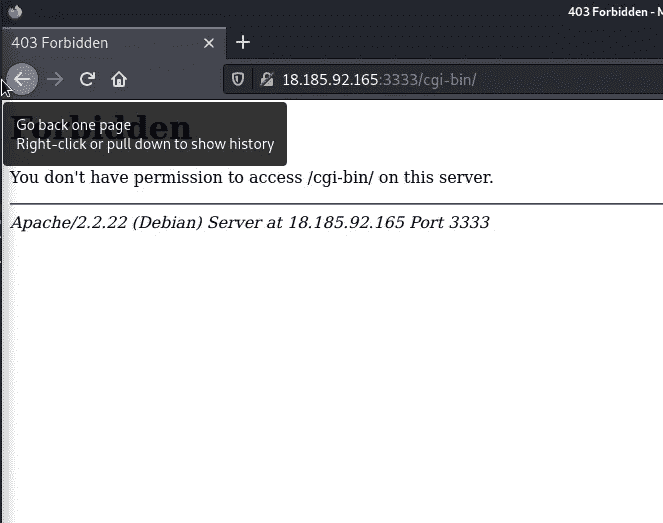 403 Forbidden - M
403 Forbidden
18.185.92.165:3333/cgi-bin/
Forbidden
Go back one page
Right-click or pull down to show history
You don't have permission to access /cgi-bin/ on this server.
Apache/2.2.22 (Debian) Server at 18.185.92.165 Port 3333